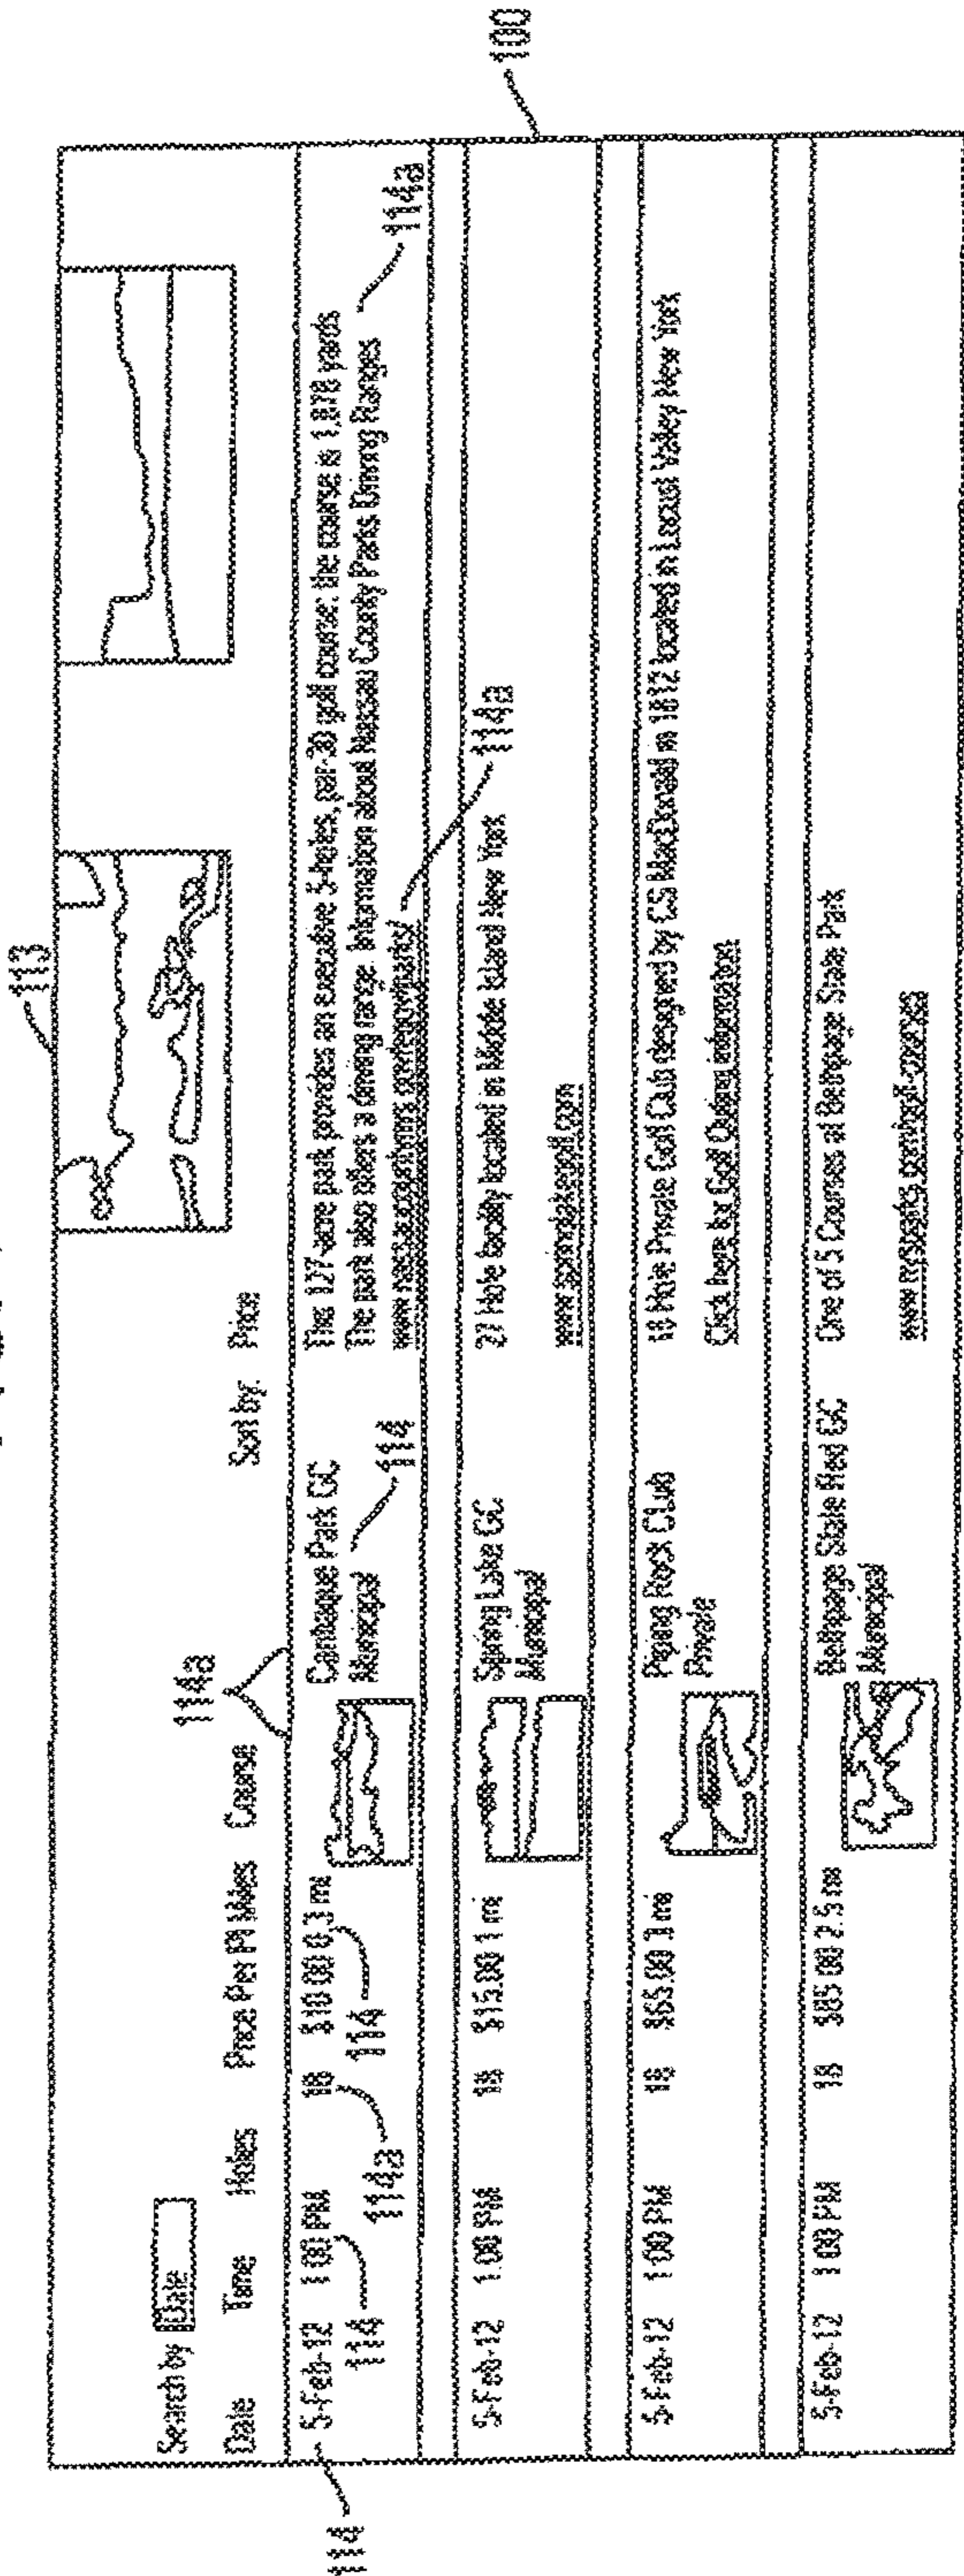 113
100
Search by Date
Sort by: Price
Date Time Holes Price Per Pl Miles Course
114a
5-Feb-12 1:00 PM 18 $10.00 0.3 mi Cantiague Park GC This 127-acre park provides an executive 5-holes, par-30 golf course: the course is 1,878 yards
Municipal The park also offers a driving range. Information about Nassau County Parks Driving Ranges
114 114 114a 114 114 114a 114a
5-Feb-12 1:00 PM 18 $15.00 1 mi Spring Lake GC 27 Hole facility located in Middle Island New York
Municipal
www.springlakegolf.com
5-Feb-12 1:00 PM 18 $65.00 3 mi Piping Rock CLub 18 Hole Private Golf Club designed by CS MacDonald in 1812 located in Locust Valley New York
Private Click here for Golf Outing information
5-Feb-12 1:00 PM 18 $85.00 2.5 mi Bethpage State Red GC One of 5 Courses at Bethpage State Park
Municipal